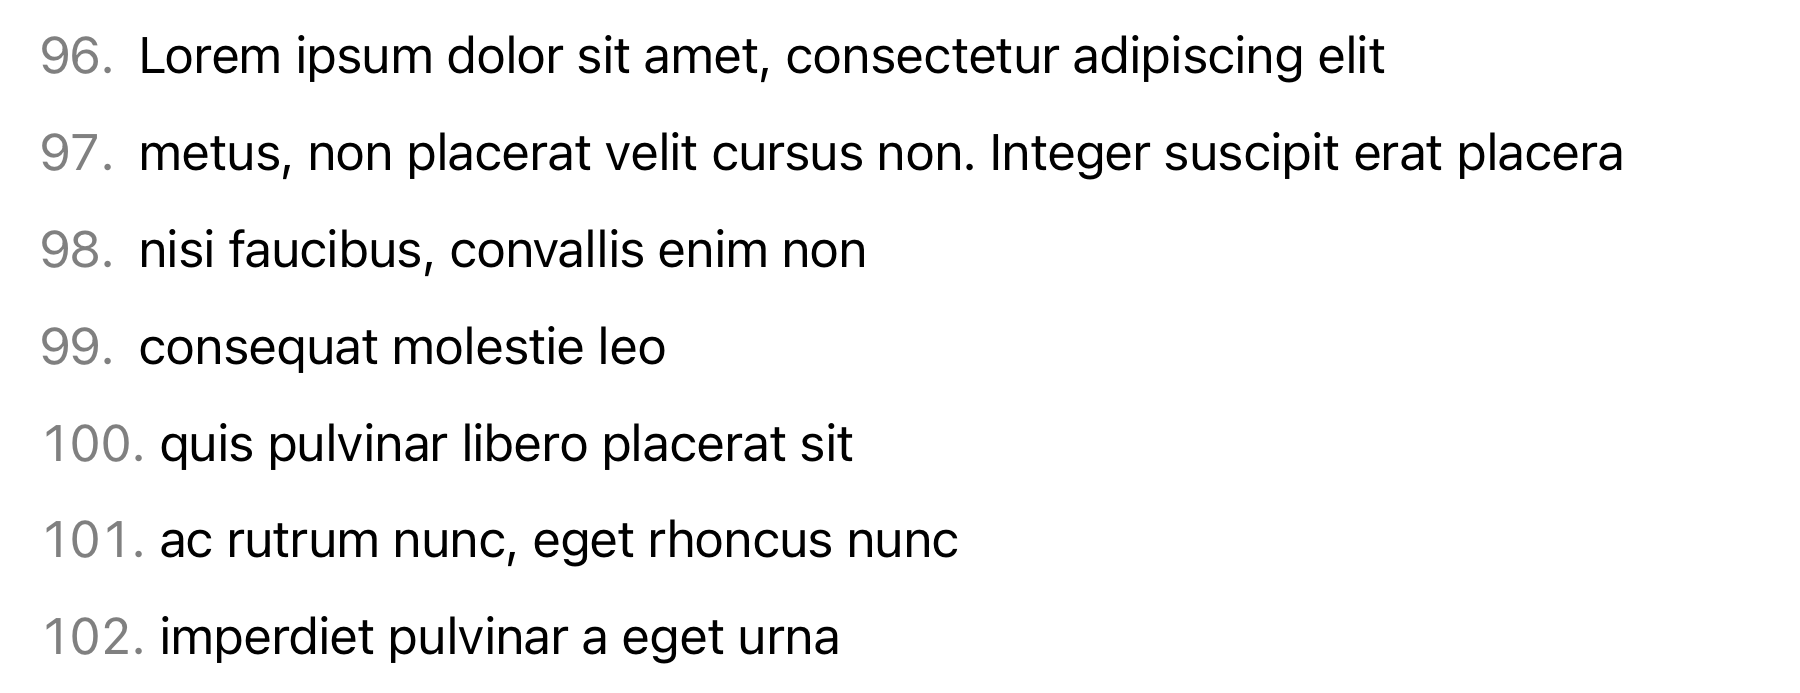 96. Lorem ipsum dolor sit amet, consectetur adipiscing elit
97. metus, non placerat velit cursus non. Integer suscipit erat placera
98. nisi faucibus, convallis enim non
99. consequat molestie leo
100. quis pulvinar libero placerat sit
101. ac rutrum nunc, eget rhoncus nunc
102. imperdiet pulvinar a eget urna